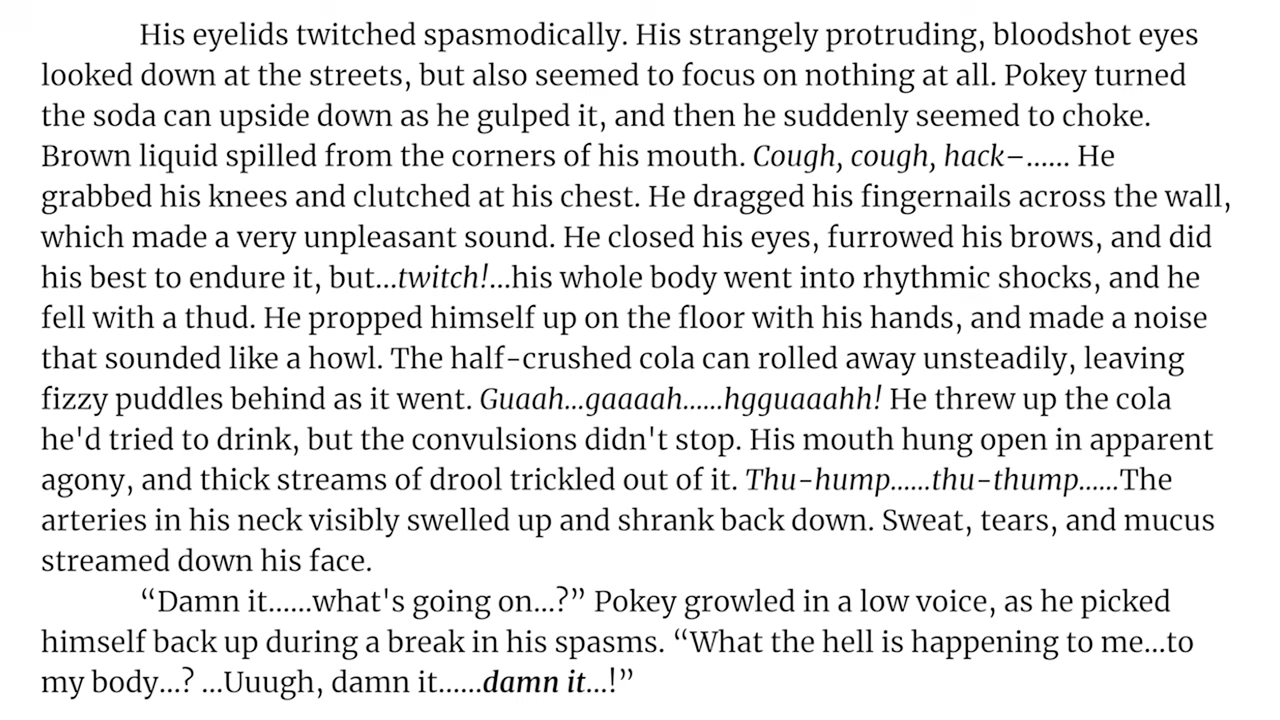 His eyelids twitched spasmodically. His strangely protruding, bloodshot eyes
looked down at the streets, but also seemed to focus on nothing at all. Pokey turned
the soda can upside down as he gulped it, and then he suddenly seemed to choke.
Brown liquid spilled from the corners of his mouth. Cough, cough, hack–...... He
grabbed his knees and clutched at his chest. He dragged his fingernails across the wall,
which made a very unpleasant sound. He closed his eyes, furrowed his brows, and did
his best to endure it, but...twitch!...his whole body went into rhythmic shocks, and he
fell with a thud. He propped himself up on the floor with his hands, and made a noise
that sounded like a howl. The half-crushed cola can rolled away unsteadily, leaving
fizzy puddles behind as it went. Guaah...gaaaah......hgguaaahh! He threw up the cola
he'd tried to drink, but the convulsions didn't stop. His mouth hung open in apparent
agony, and thick streams of drool trickled out of it. Thu-hump......thu-thump......The
arteries in his neck visibly swelled up and shrank back down. Sweat, tears, and mucus
streamed down his face.
“Damn it......what's going on...?” Pokey growled in a low voice, as he picked
himself back up during a break in his spasms. “What the hell is happening to me...to
my body...? ...Uuugh, damn it......damn it...!”